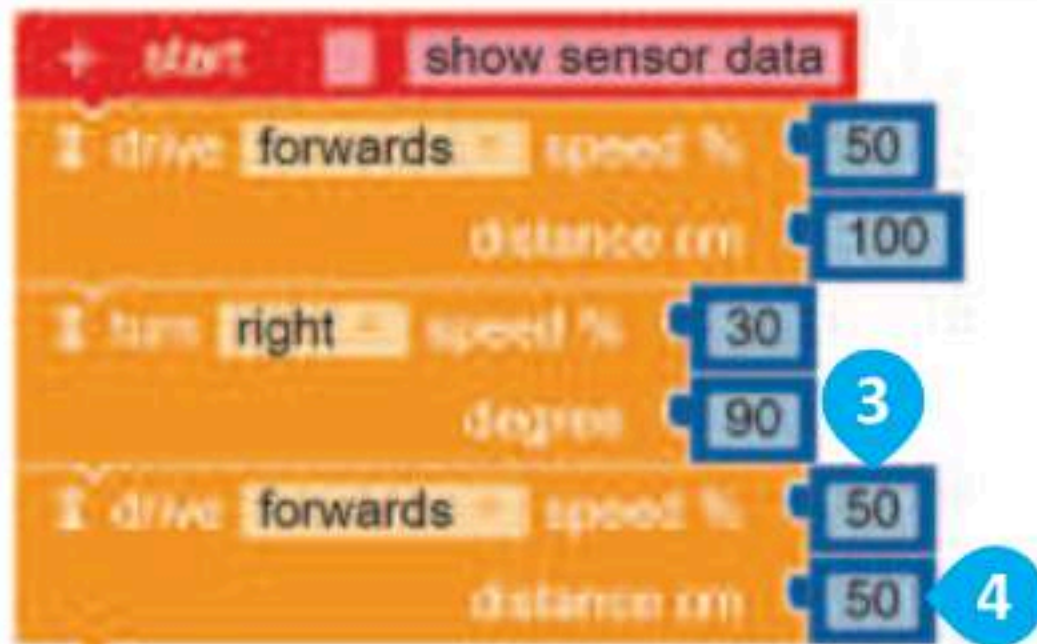 + start show sensor data
drive forwards speed % 50
distance cm 100
turn right speed % 30
degree 90
3
drive forwards speed % 50
distance cm 50
4